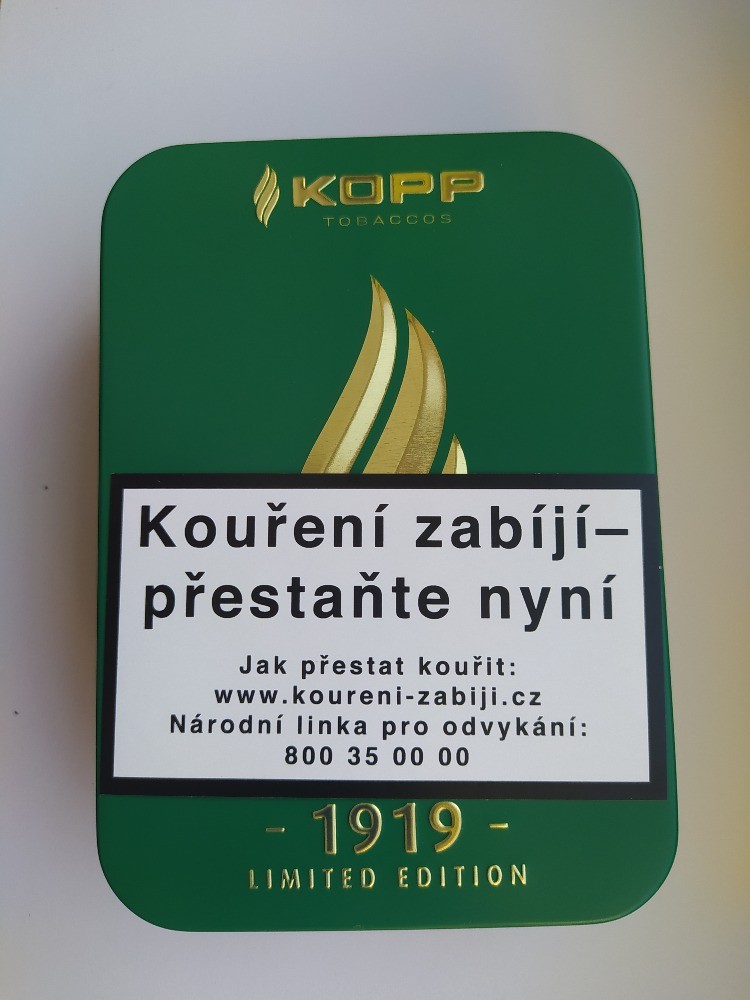 KOPP
TOBACCOS
Kouření zabíjí–
přestaňte nyní
Jak přestat kouřit:
www.koureni-zabiji.cz
Národní linka pro odvykání:
800 35 00 00
- 1919 -
LIMITED EDITION